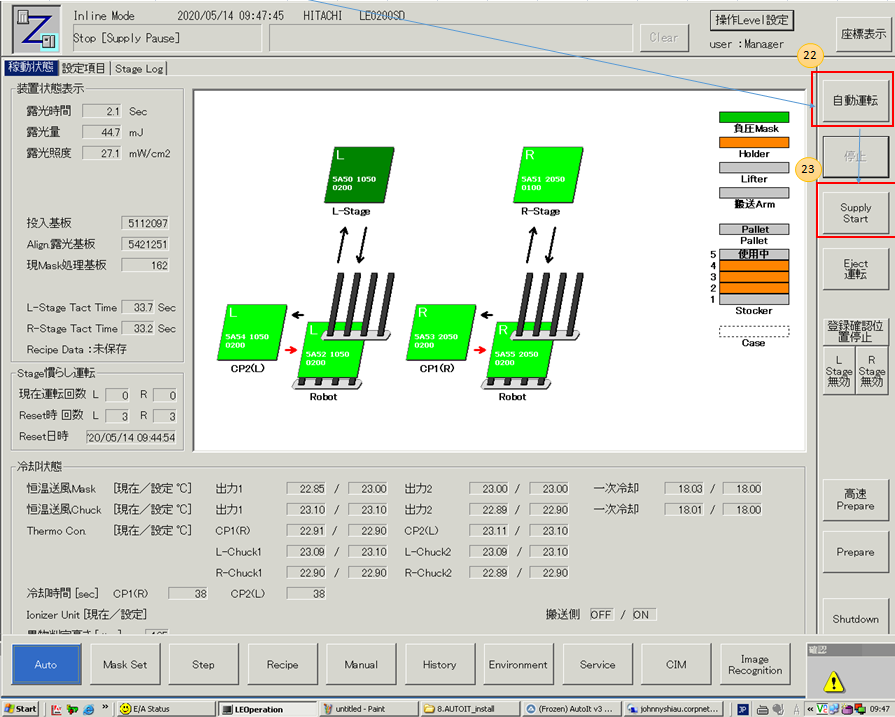 Inline Mode 2020/05/14 09:47:45 HITACHI LE0200SD
Stop [Supply Pause]
Clear
操作Level設定
user :Manager
座標表示
稼動状態 設定項目 Stage Log
装置状態表示
露光時間 2.1 Sec
露光量 44.7 mJ
露光照度 27.1 mW/cm2
投入基板 5112097
Align.露光基板 5421251
現Mask処理基板 162
L-Stage Tact Time 33.7 Sec
R-Stage Tact Time 33.2 Sec
Recipe Data :未保存
Stage慣らし運転
現在運転回数 L 0 R 0
Reset時 回数 L 3 R 3
Reset日時 '20/05/14 09:44:54
L
5A50 1050
0200
L-Stage
R
5A51 2050
0100
R-Stage
L
5A54 1050
0200
CP2(L)
L
5A52 1050
0200
Robot
R
5A53 2050
0200
CP1(R)
R
5A55 2050
0200
Robot
負圧Mask
Holder
Lifter
搬送Arm
Pallet
Pallet
5 使用中
4
3
2
1
Stocker
Case
22
自動運転
停止
23
Supply
Start
Eject
運転
登録確認位
置停止
L
Stage
無効
R
Stage
無効
高速
Prepare
Prepare
Shutdown
冷却状態
恒温送風Mask [現在/設定 ℃] 出力1 22.85 / 23.00 出力2 23.00 / 23.00 一次冷却 18.03 / 18.00
恒温送風Chuck [現在/設定 ℃] 出力1 23.10 / 23.10 出力2 22.89 / 22.90 一次冷却 18.01 / 18.00
Thermo Con. [現在/設定 ℃] CP1(R) 22.91 / 22.90 CP2(L) 23.11 / 23.10
L-Chuck1 23.09 / 23.10 L-Chuck2 23.09 / 23.10
R-Chuck1 22.90 / 22.90 R-Chuck2 22.89 / 22.90
冷却時間 [sec] CP1(R) 38 CP2(L) 38
Ionizer Unit [現在/設定] 搬送側 OFF / ON
Auto
Mask Set
Step
Recipe
Manual
History
Environment
Service
CIM
Image
Recognition
確認
Start
E/A Status
LEOperation
untitled - Paint
8.AUTOIT_install
(Frozen) AutoIt v3 ...
johnnyshiau.corpnet...
JP
09:47